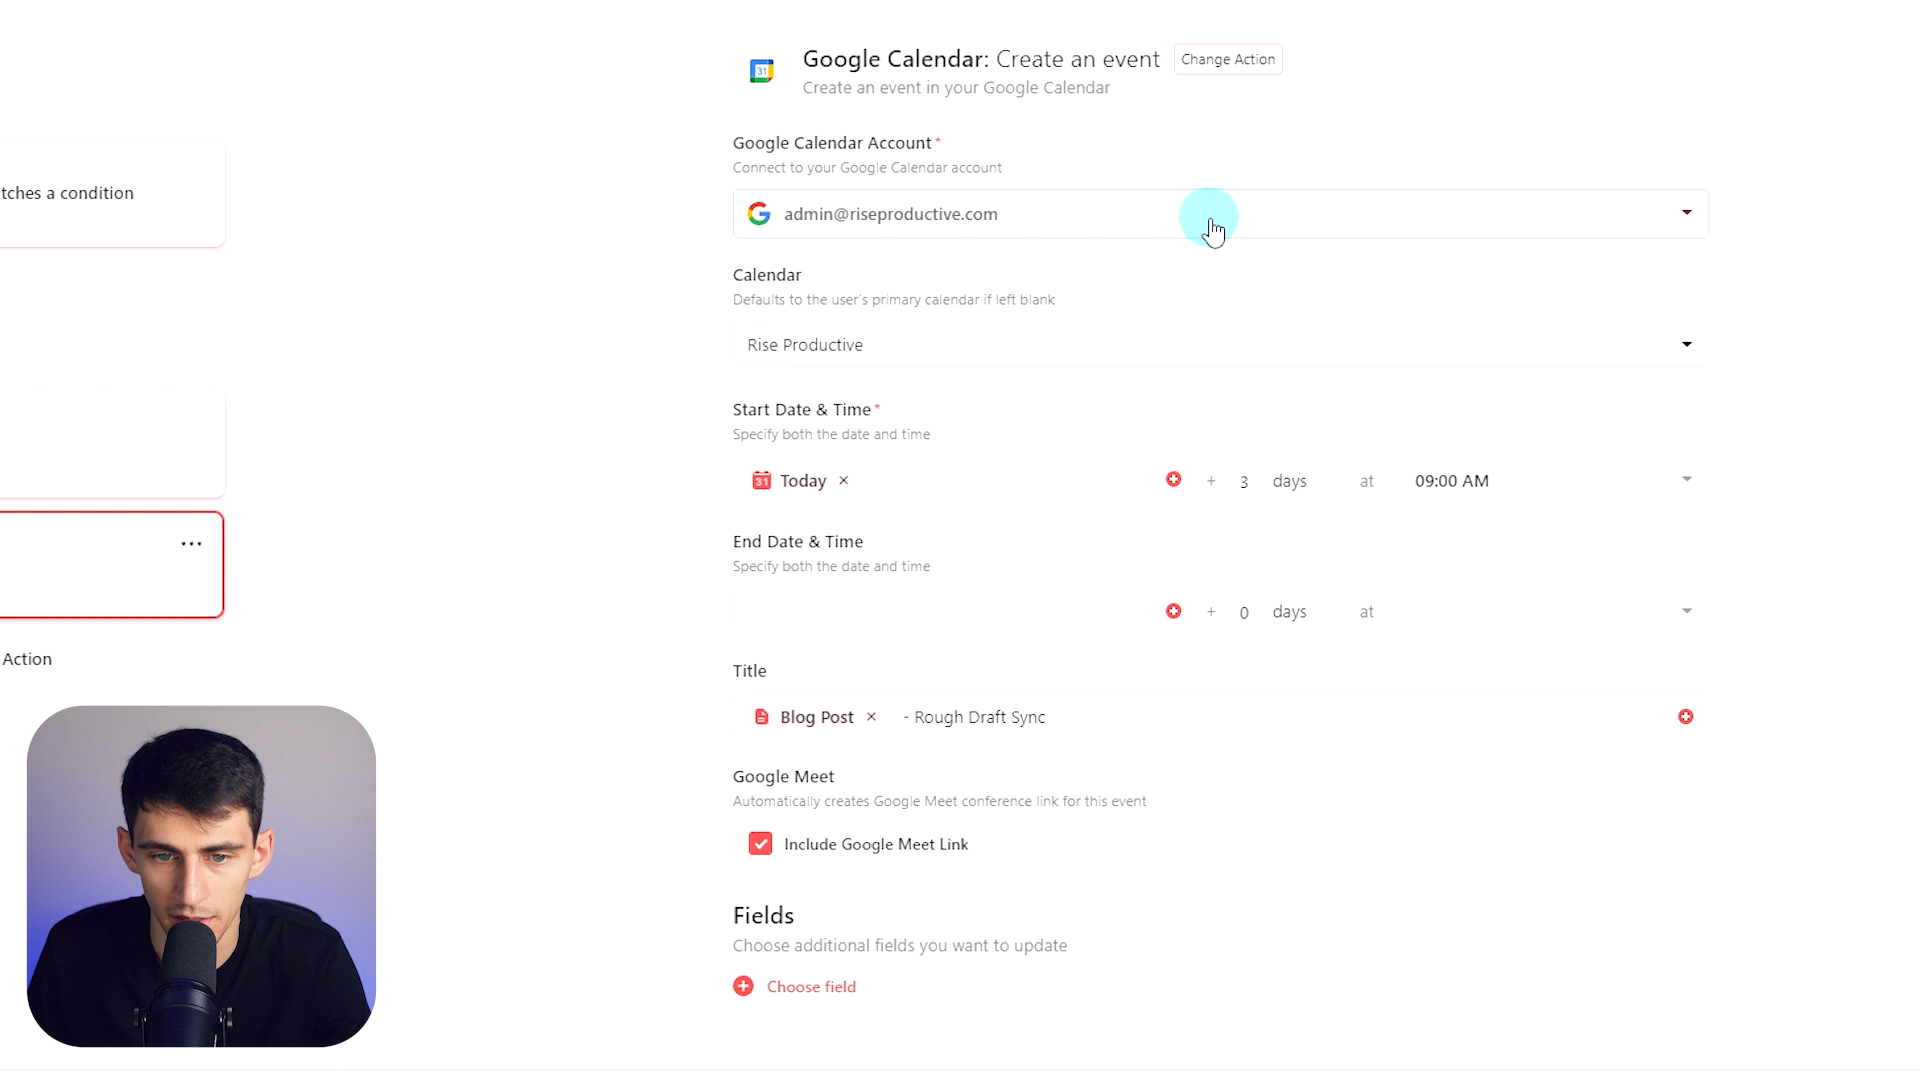 Google Calendar: Create an event Change Action
Create an event in your Google Calendar
Google Calendar Account*
Connect to your Google Calendar account
tches a condition
admin@riseproductive.com
Calendar
Defaults to the user's primary calendar if left blank
Rise Productive
Start Date & Time*
Specify both the date and time
31 Today × + 3 days at 09:00 AM
End Date & Time
Specify both the date and time
+ 0 days at
Action
Title
Blog Post × - Rough Draft Sync
Google Meet
Automatically creates Google Meet conference link for this event
Include Google Meet Link
Fields
Choose additional fields you want to update
Choose field